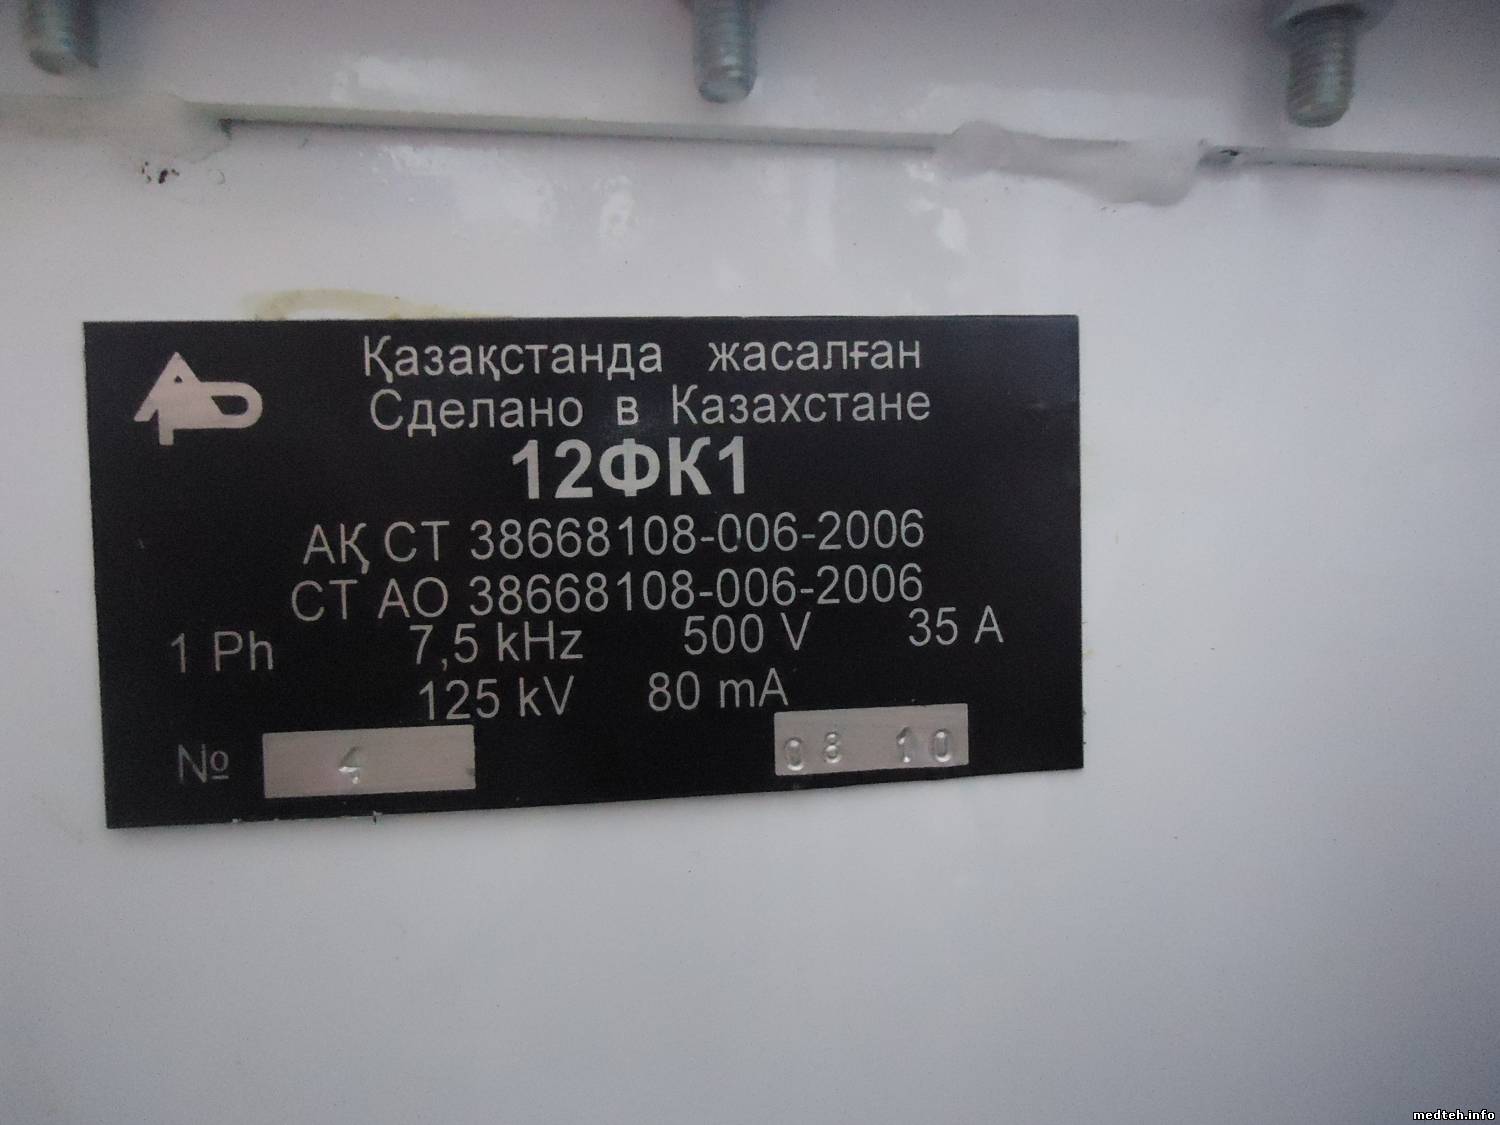 Қазақстанда жасалған
Сделано в Казахстане
12ФК1
АҚ СТ 38668108-006-2006
СТ АО 38668108-006-2006
1 Ph 7,5 kHz 500 V 35 A
125 kV 80 mA
№ 4 08 10
medteh.info